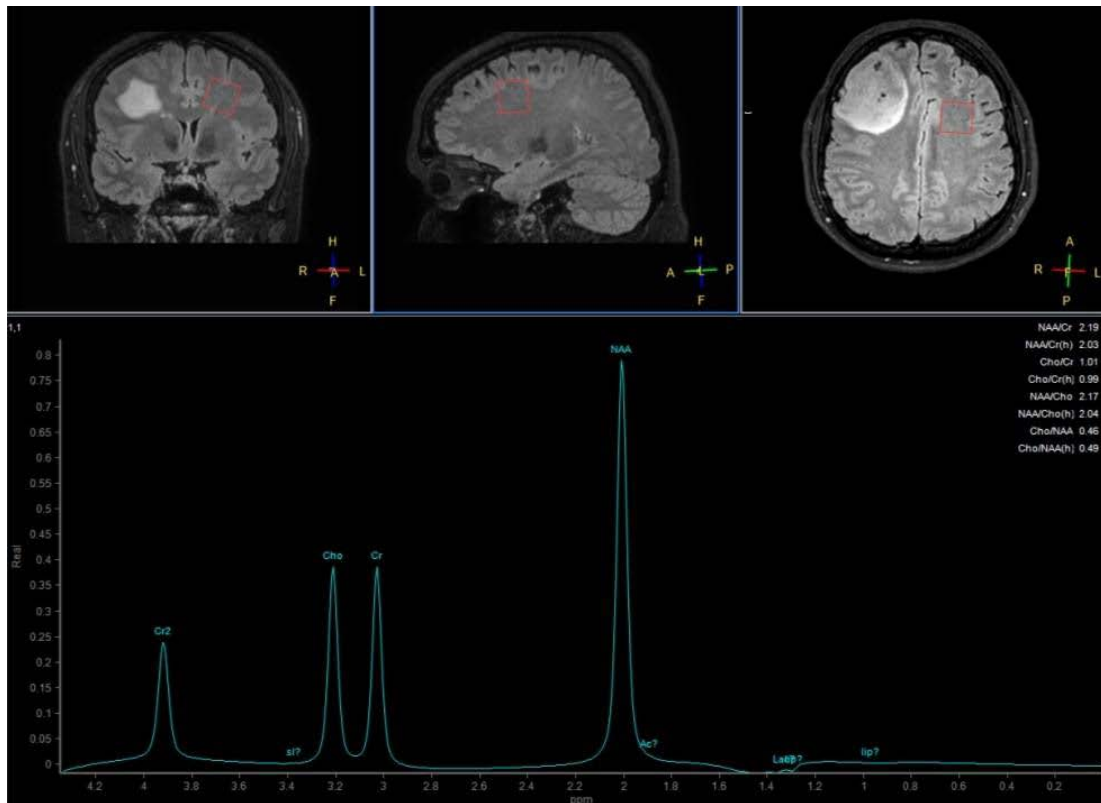 H
R A L
F
H
A L P
F
A
R F L
P
1,1
NAA/Cr 2.19
NAA/Cr(h) 2.03
Cho/Cr 1.01
Cho/Cr(h) 0.99
NAA/Cho 2.17
NAA/Cho(h) 2.04
Cho/NAA 0.46
Cho/NAA(h) 0.49
NAA
Cho Cr
Cr2
sI? Ac? lip?
Real
0.8
0.75
0.7
0.65
0.6
0.55
0.5
0.45
0.4
0.35
0.3
0.25
0.2
0.15
0.1
0.05
0
4.2 4 3.8 3.6 3.4 3.2 3 2.8 2.6 2.4 2.2 2 1.8 1.6 1.4 1.2 1 0.8 0.6 0.4 0.2
ppm